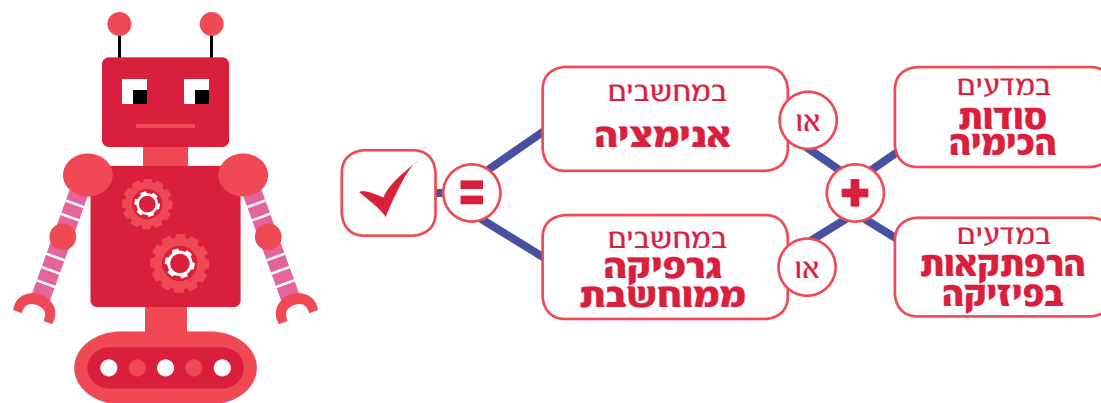 במדעים
סודות
הכימיה
במדעים
הרפתקאות
בפיזיקה
+
או
או
במחשבים
אנימציה
במחשבים
גרפיקה
ממוחשבת
=